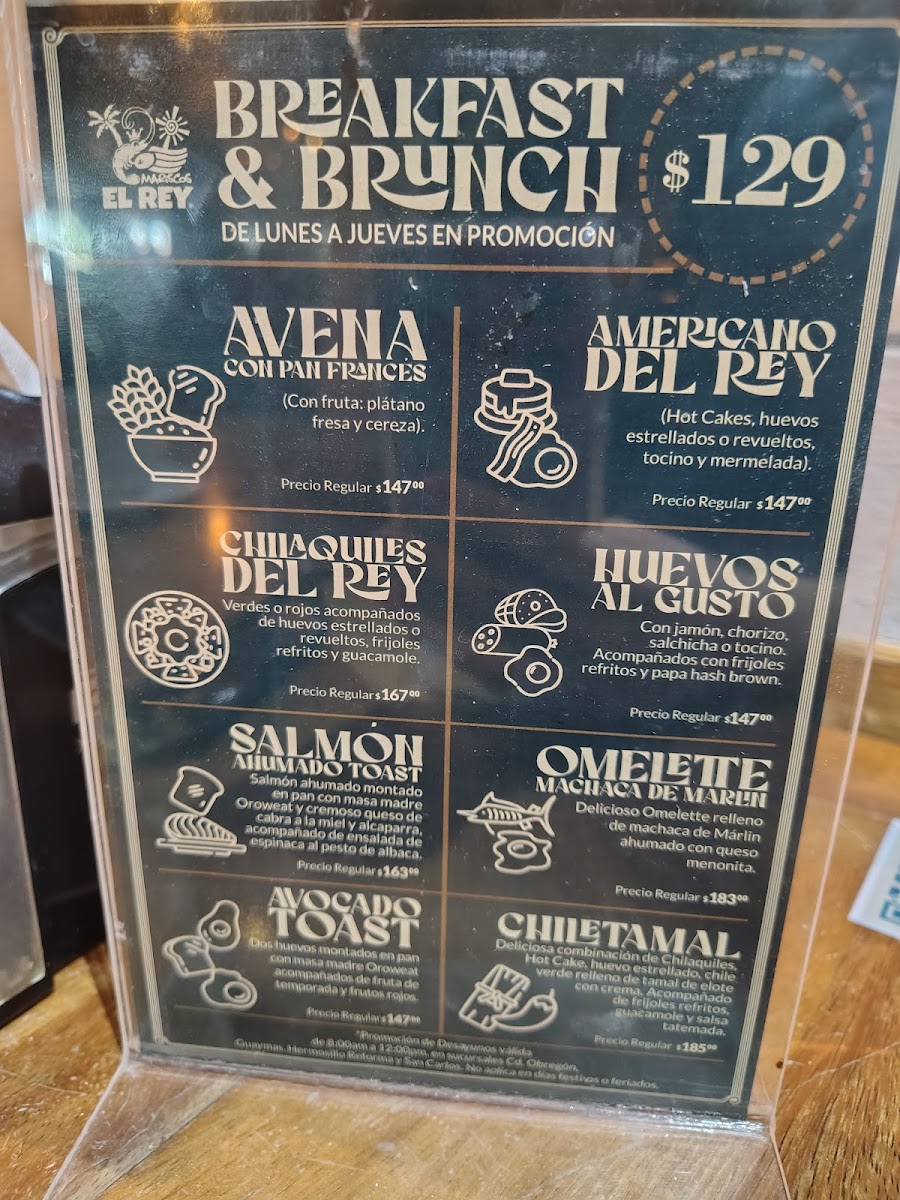 MARISCOS
EL REY
BREAKFAST
& BRUNCH
DE LUNES A JUEVES EN PROMOCIÓN
$129
AVENA
CON PAN FRANCÉS
(Con fruta: plátano
fresa y cereza).
Precio Regular $147⁰⁰
AMERICANO
DEL REY
(Hot Cakes, huevos
estrellados o revueltos,
tocino y mermelada).
Precio Regular $147⁰⁰
CHILAQUILES
DEL REY
Verdes o rojos acompañados
de huevos estrellados o
revueltos, frijoles
refritos y guacamole.
Precio Regular $167⁰⁰
C
HUEVOS
AL GUSTO
Con jamón, chorizo,
salchicha o tocino.
Acompañados con frijoles
refritos y papa hash brown.
Precio Regular $147⁰⁰
SALMÓN
AHUMADO TOAST
Salmón ahumado montado
en pan con masa madre
Oroweat y cremoso queso de
cabra a la miel y alcaparra,
acompañado de ensalada de
espinaca al pesto de albaca.
Precio Regular $163⁰⁰
OMELETTE
MACHACA DE MARLIN
Delicioso Omelette relleno
de machaca de Márlin
ahumado con queso
menonita.
Precio Regular $183⁰⁰
AVOCADO
TOAST
Dos huevos montados en pan
con masa madre Oroweat
acompañados de fruta de
temporada y frutos rojos.
Precio Regular $147⁰⁰
CHILETAMAL
Deliciosa combinación de Chilaquiles,
Hot Cake, huevo estrellado, chile
verde relleno de tamal de elote
con crema. Acompañado
de frijoles refritos,
guacamole y salsa
tatemada.
Precio Regular $185⁰⁰
*Promoción de Desayunos válida
de 8:00am a 12:00pm, en sucursales Cd. Obregón,
Guaymas, Hermosillo Reforma y San Carlos. No aplica en días festivos o feriados.